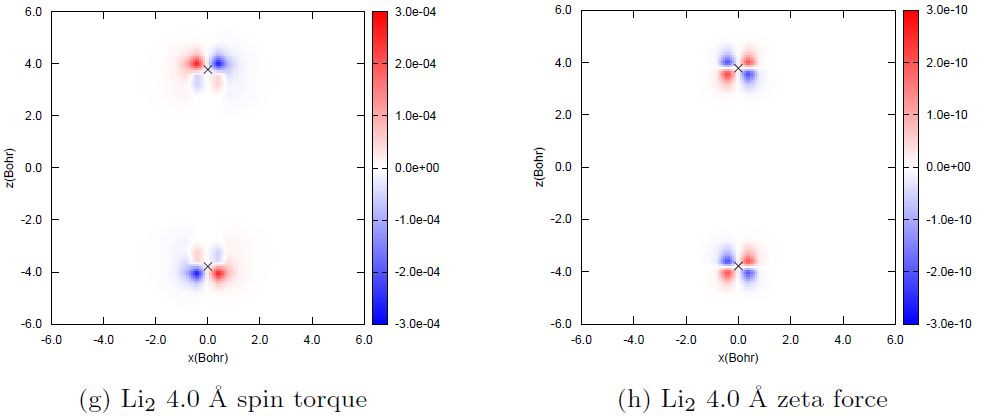 6.0
4.0
2.0
0.0
-2.0
-4.0
-6.0
z(Bohr)
-6.0 -4.0 -2.0 0.0 2.0 4.0 6.0
x(Bohr)
3.0e-04
2.0e-04
1.0e-04
0.0e+00
-1.0e-04
-2.0e-04
-3.0e-04
(g) Li₂ 4.0 Å spin torque
6.0
4.0
2.0
0.0
-2.0
-4.0
-6.0
z(Bohr)
-6.0 -4.0 -2.0 0.0 2.0 4.0 6.0
x(Bohr)
3.0e-10
2.0e-10
1.0e-10
0.0e+00
-1.0e-10
-2.0e-10
-3.0e-10
(h) Li₂ 4.0 Å zeta force